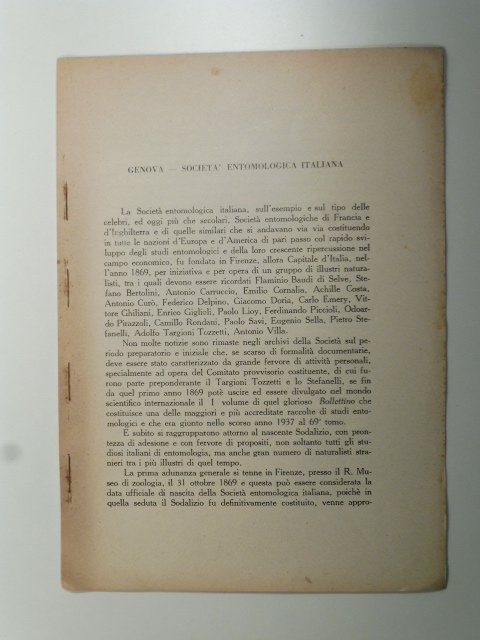 GENOVA — SOCIETA' ENTOMOLOGICA ITALIANA
La Società entomologica italiana, sull'esempio e sul tipo delle
celebri, ed oggi più che secolari, Società entomologiche di Francia e
d'Inghilterra e di quelle similari che si andavano via via costituendo
in tutte le nazioni d'Europa e d'America di pari passo col rapido svi-
luppo degli studi entomologici e della loro crescente ripercussione nel
campo economico, fu fondata in Firenze, allora Capitale d'Italia, nel-
l'anno 1869, per iniziativa e per opera di un gruppo di illustri natura-
listi, tra i quali devono essere ricordati Flaminio Baudi di Selve, Ste-
fano Bertolini, Antonio Carruccio, Emilio Cornalia, Achille Costa,
Antonio Curò, Federico Delpino, Giacomo Doria, Carlo Emery, Vit-
tore Ghiliani, Enrico Giglioli, Paolo Lioy, Ferdinando Piccioli, Odoar-
do Pirazzoli, Camillo Rondani, Paolo Savi, Eugenio Sella, Pietro Ste-
fanelli, Adolfo Targioni Tozzetti, Antonio Villa.
Non molte notizie sono rimaste negli archivi della Società sul pe-
riodo preparatorio e iniziale che, se scarso di formalità documentarie,
deve essere stato caratterizzato da grande fervore di attività personali,
specialmente ad opera del Comitato provvisorio costituente, di cui fu-
rono parte preponderante il Targioni Tozzetti e lo Stefanelli, se fin
da quel primo anno 1869 potè uscire ed essere divulgato nel mondo
scientifico internazionale il 1 volume di quel glorioso Bollettino che
costituisce una delle maggiori e più accreditate raccolte di studi ento-
mologici e che era giunto nello scorso anno 1937 al 69° tomo.
E subito si raggrupparono attorno al nascente Sodalizio, con pron-
tezza di adesione e con fervore di propositi, non soltanto tutti gli stu-
diosi italiani di entomologia, ma anche gran numero di naturalisti stra-
nieri tra i più illustri di quel tempo.
La prima adunanza generale si tenne in Firenze, presso il R. Mu-
seo di zoologia, il 31 ottobre 1869 e questa può essere considerata la
data ufficiale di nascita della Società entomologica italiana, poichè in
quella seduta il Sodalizio fu definitivamente costituito, venne appro-